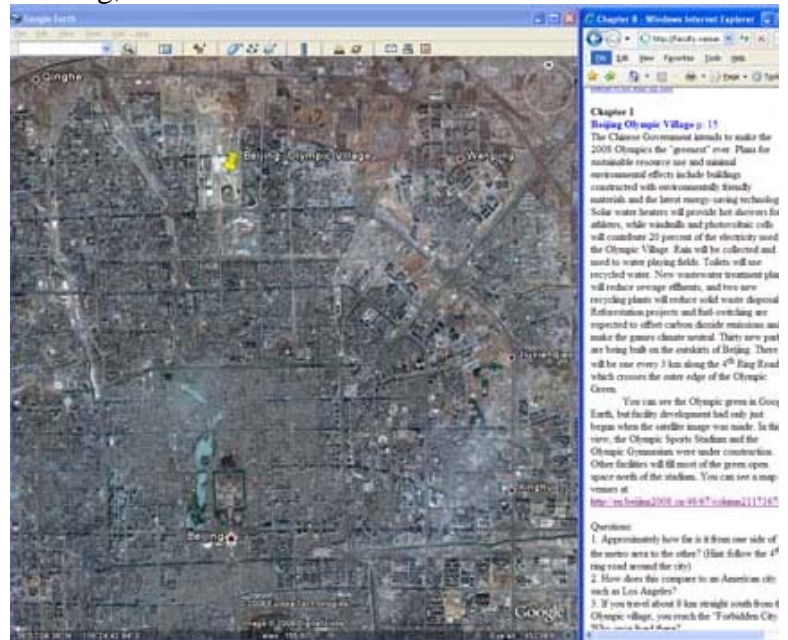 Google Earth
Chapter 8 - Windows Internet Explorer
File Edit View Favorites Tools
Page
Qinghe
Beijing Olympic Village
Wangjing
Beijing
Google
Chapter 1
Beijing Olympic Village p. 15
The Chinese Government intends to make the
2008 Olympics the "greenest" ever. Plans for
sustainable resource use and minimal
environmental effects include buildings
constructed with environmentally friendly
materials and the latest energy-saving technolog
Solar water heaters will provide hot showers for
athletes, while windmills and photovoltaic cells
will contribute 20 percent of the electricity used
the Olympic Village. Rain will be collected and
used to water playing fields. Toilets will use
recycled water. New wastewater treatment plan
will reduce sewage effluents, and two new
recycling plants will reduce solid waste disposal
Reforestation projects and fuel-switching are
expected to offset carbon dioxide emissions and
make the games climate neutral. Thirty new park
are being built on the outskirts of Beijing. There
will be one every 3 km along the 4th Ring Road
which crosses the outer edge of the Olympic
Green.
You can see the Olympic green in Goog
Earth, but facility development had only just
begun when the satellite image was made. In this
view, the Olympic Sports Stadium and the
Olympic Gymnasium were under construction.
Other facilities will fill most of the green open
space north of the stadium. You can see a map
venues at
Questions:
1. Approximately how far is it from one side of
the metro area to the other? (Hint: follow the 4th
ring road around the city)
2. How does this compare to an American city
such as Los Angeles?
3. If you travel about 8 km straight south from t
Olympic village, you reach the "Forbidden City